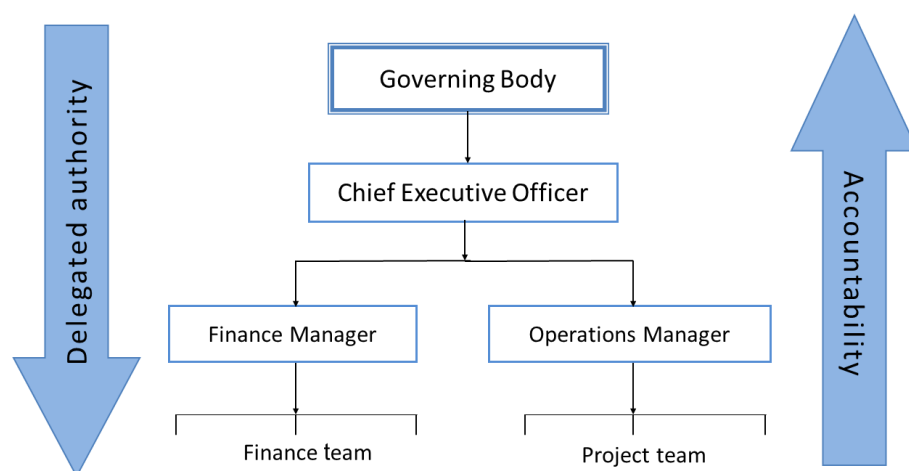 Governing Body
Chief Executive Officer
Finance Manager
Operations Manager
Finance team
Project team
Delegated authority
Accountability